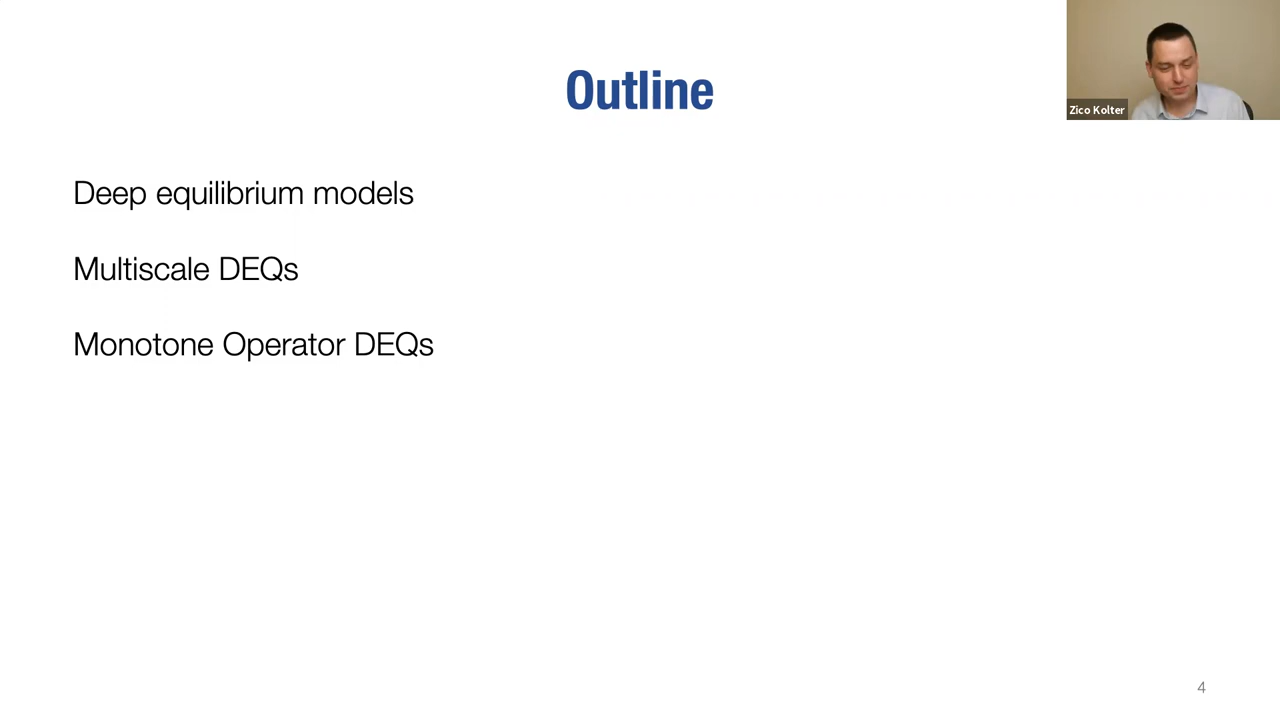 Outline
Zico Kolter
Deep equilibrium models
Multiscale DEQs
Monotone Operator DEQs
4